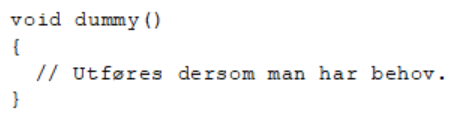 void dummy()
{
  // Utføres dersom man har behov.
}